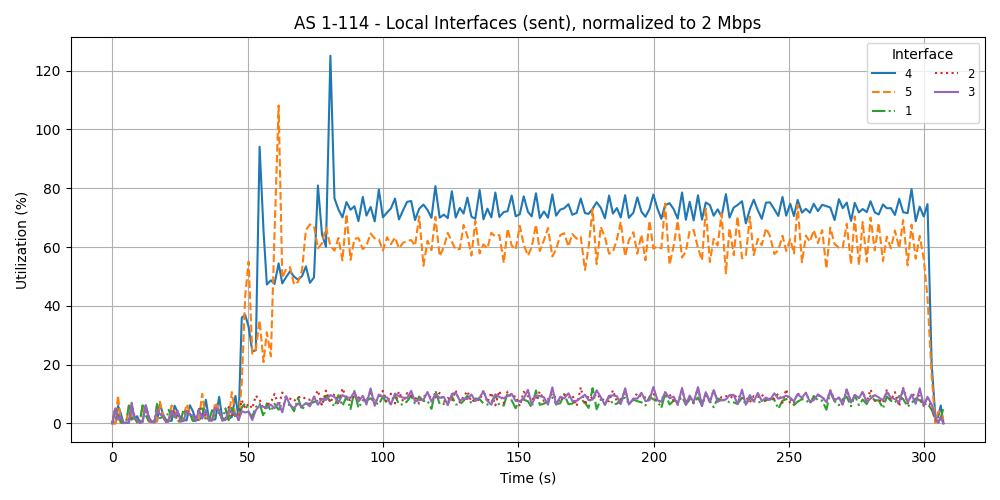 AS 1-114 - Local Interfaces (sent), normalized to 2 Mbps
Utilization (%)
120
100
80
60
40
20
0
0 50 100 150 200 250 300
Time (s)
Interface
4 2
5 3
1